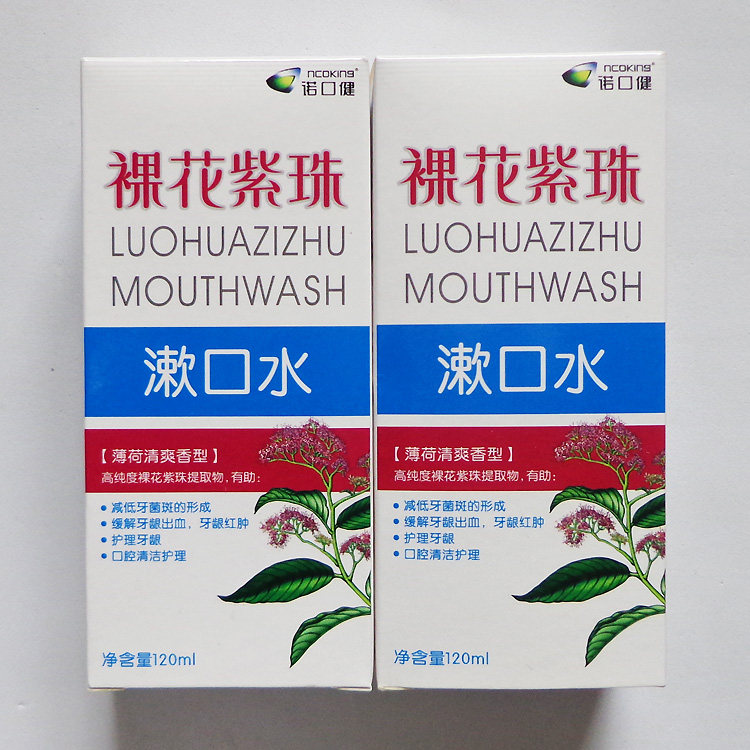 ncoking®
诺口健
裸花紫珠
LUOHUAZIZHU
MOUTHWASH
漱口水
【薄荷清爽香型】
高纯度裸花紫珠提取物,有助:
• 减低牙菌斑的形成
• 缓解牙龈出血，牙龈红肿
• 护理牙龈
• 口腔清洁护理
净含量120ml
ncoking®
诺口健
裸花紫珠
LUOHUAZIZHU
MOUTHWASH
漱口水
【薄荷清爽香型】
高纯度裸花紫珠提取物,有助:
• 减低牙菌斑的形成
• 缓解牙龈出血，牙龈红肿
• 护理牙龈
• 口腔清洁护理
净含量120ml